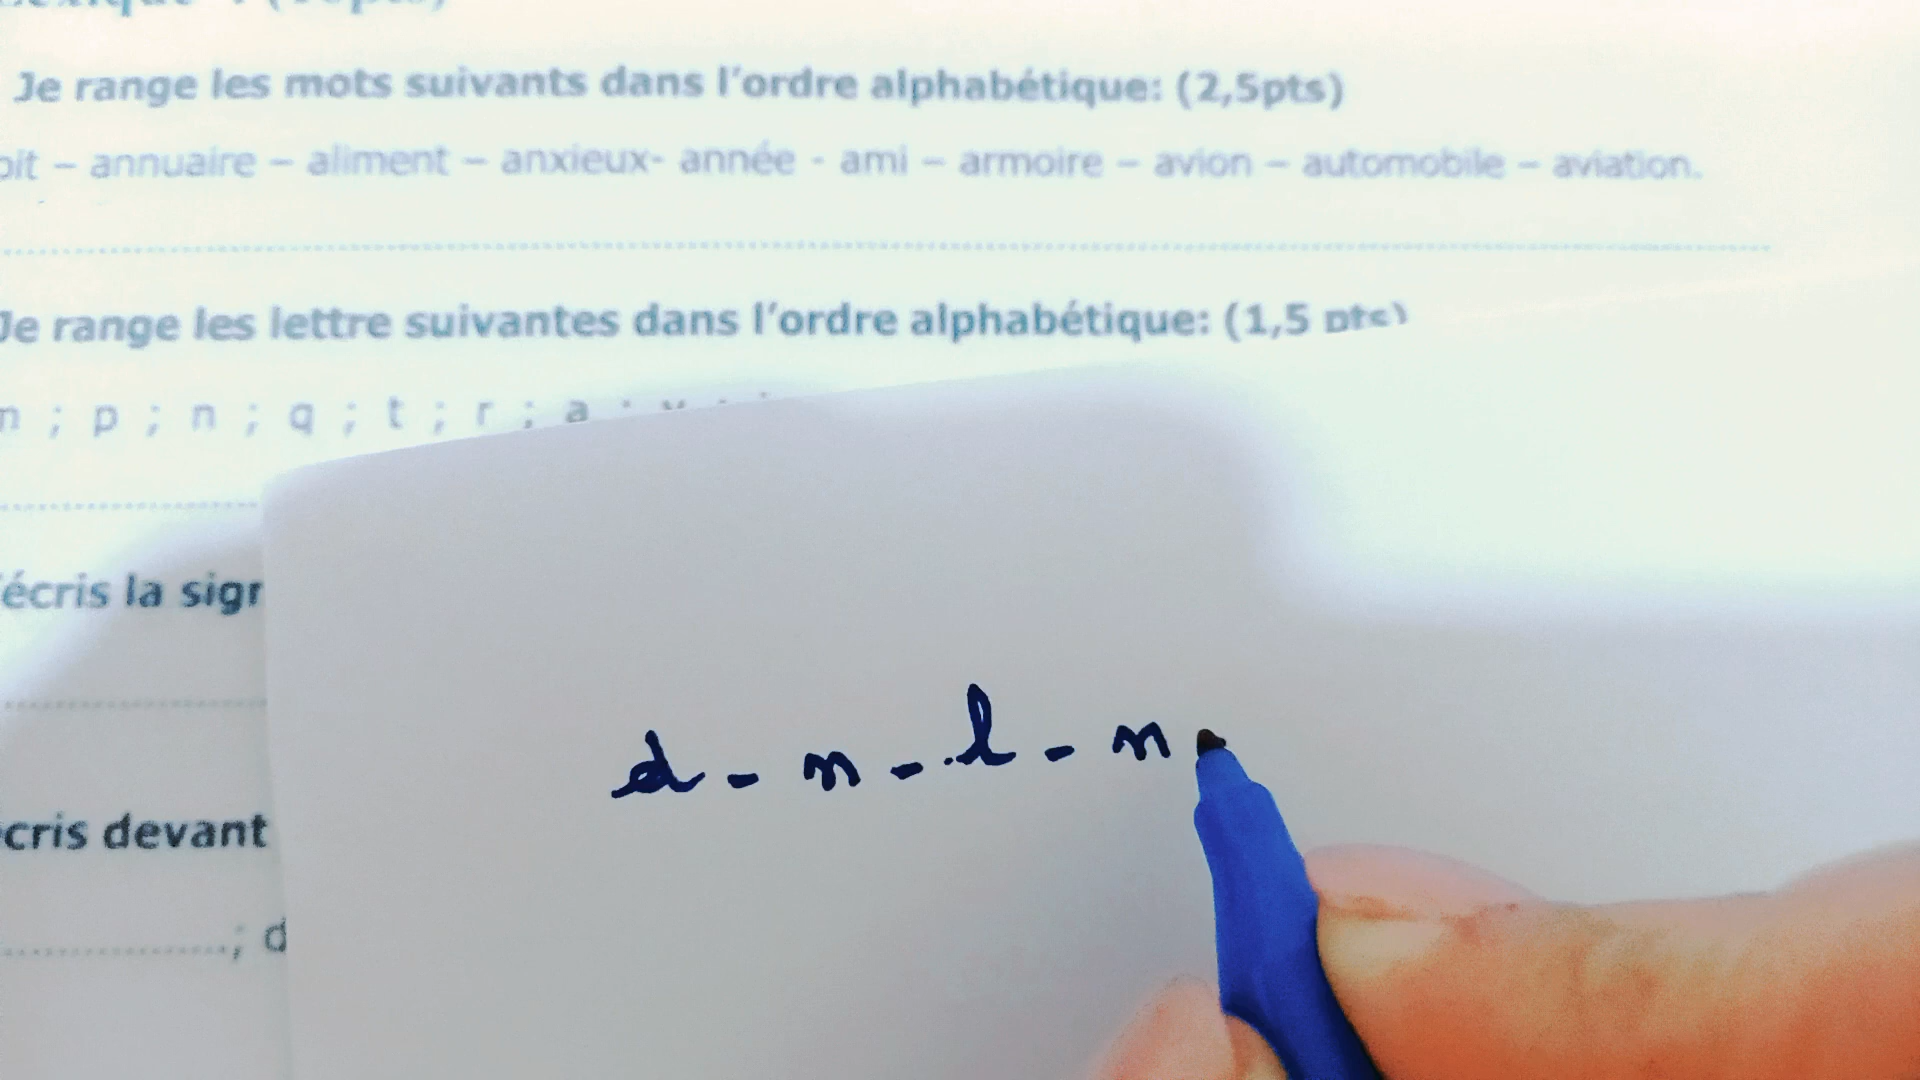 Je range les mots suivants dans l'ordre alphabétique: (2,5pts)
– annuaire – aliment – anxieux- année - ami – armoire – avion – automobile – aviation.
Je range les lettre suivantes dans l'ordre alphabétique: (1,5 pts)
; p ; n ; q ; t ; r ; a
écris la
d - n - l - n
cris devant
; d